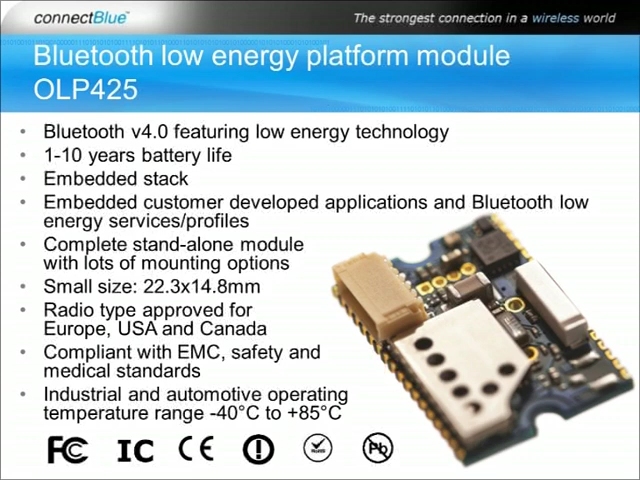 connectBlue™
The strongest connection in a wireless world
Bluetooth low energy platform module
OLP425
• Bluetooth v4.0 featuring low energy technology
• 1-10 years battery life
• Embedded stack
• Embedded customer developed applications and Bluetooth low
energy services/profiles
• Complete stand-alone module
with lots of mounting options
• Small size: 22.3x14.8mm
• Radio type approved for
Europe, USA and Canada
• Compliant with EMC, safety and
medical standards
• Industrial and automotive operating
temperature range -40°C to +85°C
FC IC CE RoHS Pb